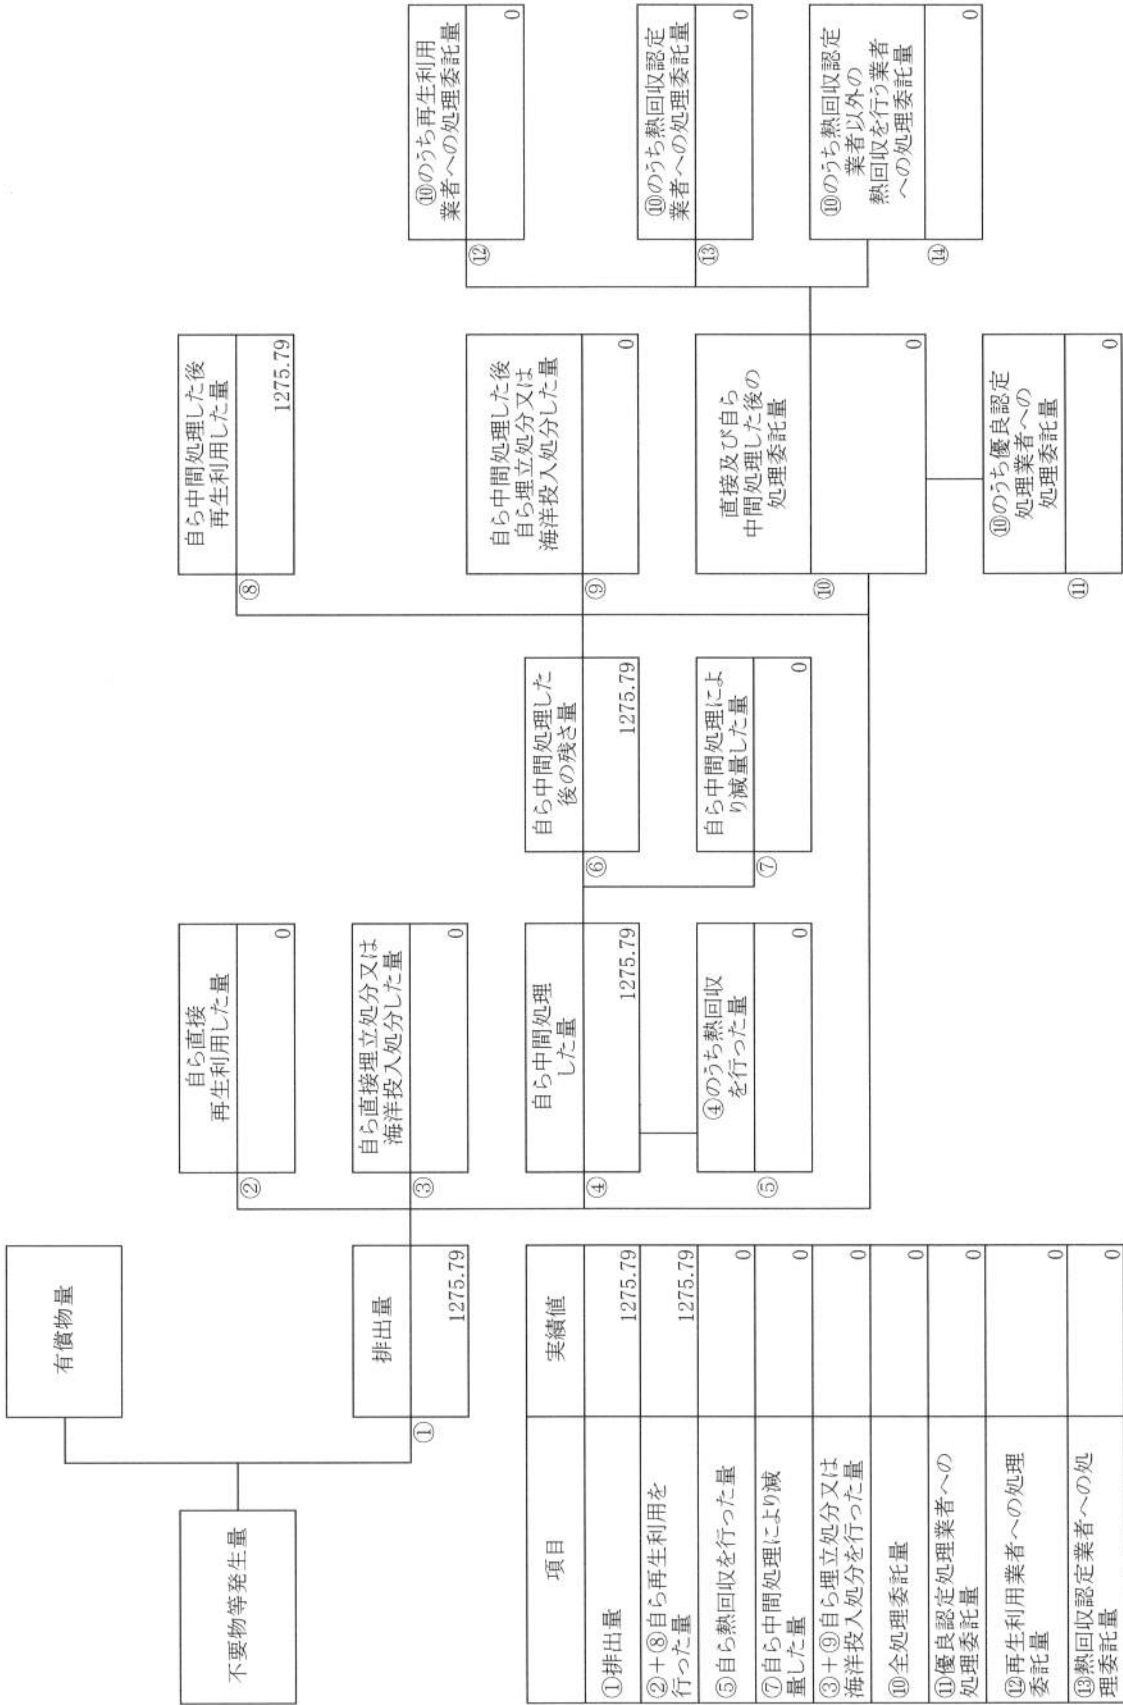 不要物等発生量
有償物量
①
排出量
1275.79
②
自ら直接
再生利用した量
0
③
自ら直接埋立処分又は
海洋投入処分した量
0
④
自ら中間処理
した量
1275.79
⑤
④のうち熱回収
を行った量
0
⑥
自ら中間処理した
後の残さ量
1275.79
⑦
自ら中間処理によ
り減量した量
0
⑧
自ら中間処理した後
再生利用した量
1275.79
⑨
自ら中間処理した後
自ら埋立処分又は
海洋投入処分した量
0
⑩
直接及び自ら
中間処理した後の
処理委託量
0
⑪
⑩のうち優良認定
処理業者への
処理委託量
0
⑫
⑩のうち再生利用
業者への処理委託量
0
⑬
⑩のうち熱回収認定
業者への処理委託量
0
⑭
⑩のうち熱回収認定
業者以外の
熱回収を行う業者
への処理委託量
0
項目 実績値
①排出量 1275.79
②+⑧自ら再生利用を
行った量 1275.79
⑤自ら熱回収を行った量 0
⑦自ら中間処理により減
量した量 0
③+⑨自ら埋立処分又は
海洋投入処分を行った量 0
⑩全処理委託量 0
⑪優良認定処理業者への
処理委託量 0
⑫再生利用業者への処理
委託量 0
⑬熱回収認定業者への処
理委託量 0